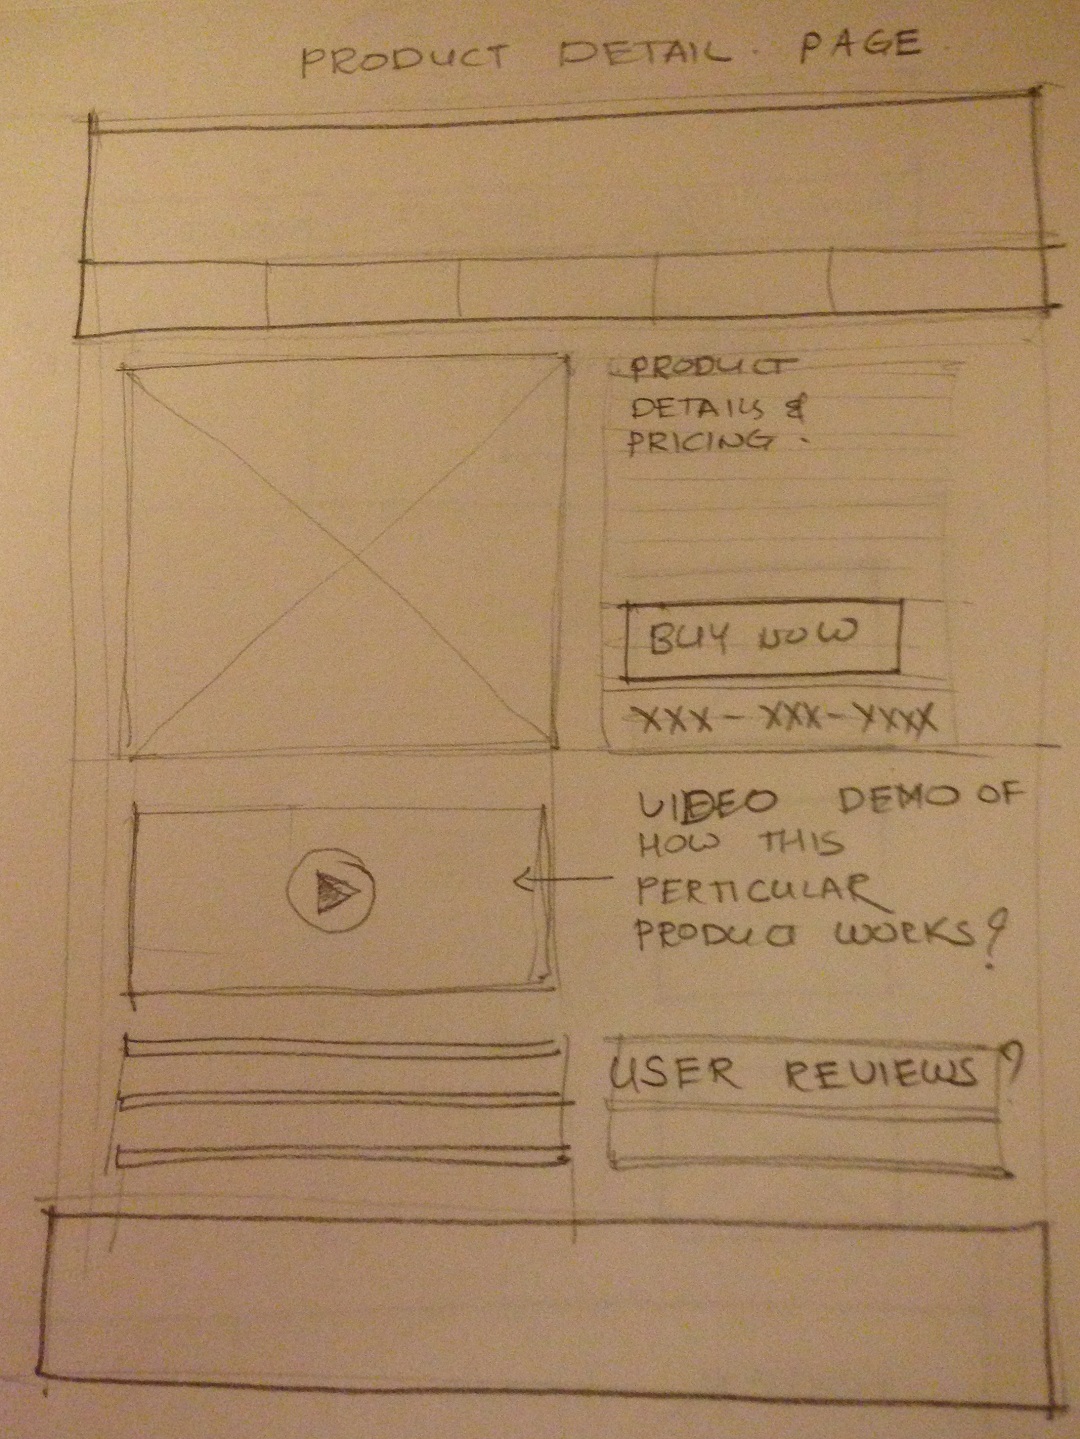 PRODUCT DETAIL. PAGE.
PRODUCT
DETAILS &
PRICING.
BUY NOW
XXX-XXX-XXXX
VIDEO DEMO OF
HOW THIS
PERTICULAR
PRODUCT WORKS?
USER REVIEWS?